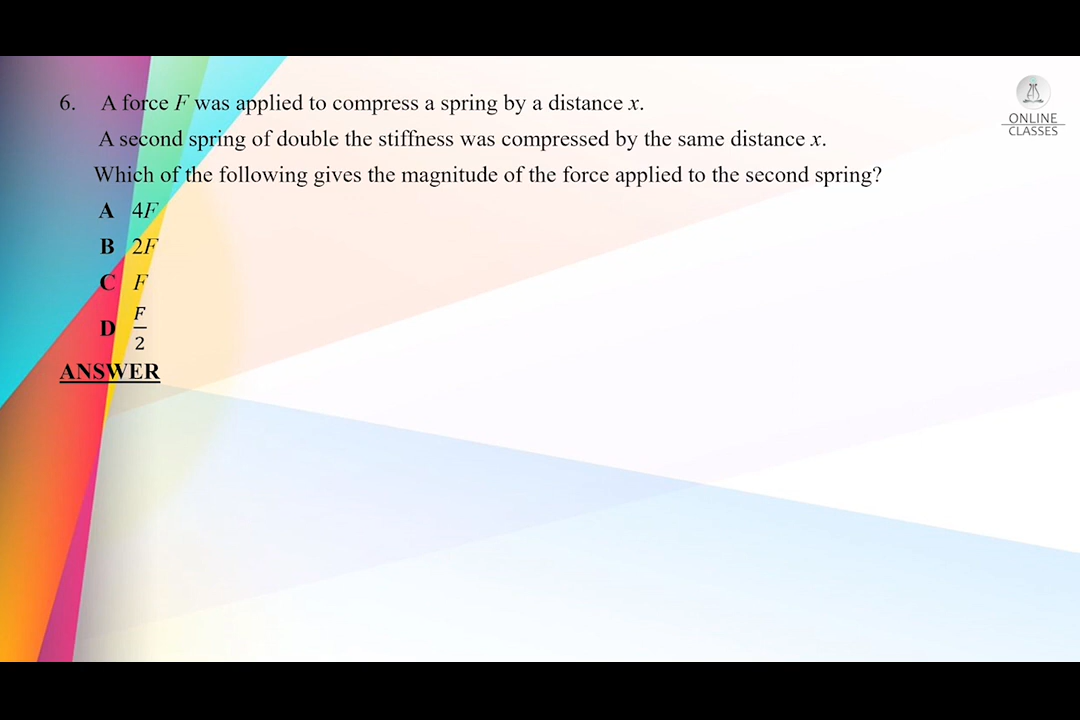 6. A force F was applied to compress a spring by a distance x.
A second spring of double the stiffness was compressed by the same distance x.
Which of the following gives the magnitude of the force applied to the second spring?
A 4F
B 2F
C F
D F/2
ANSWER
ONLINE
CLASSES